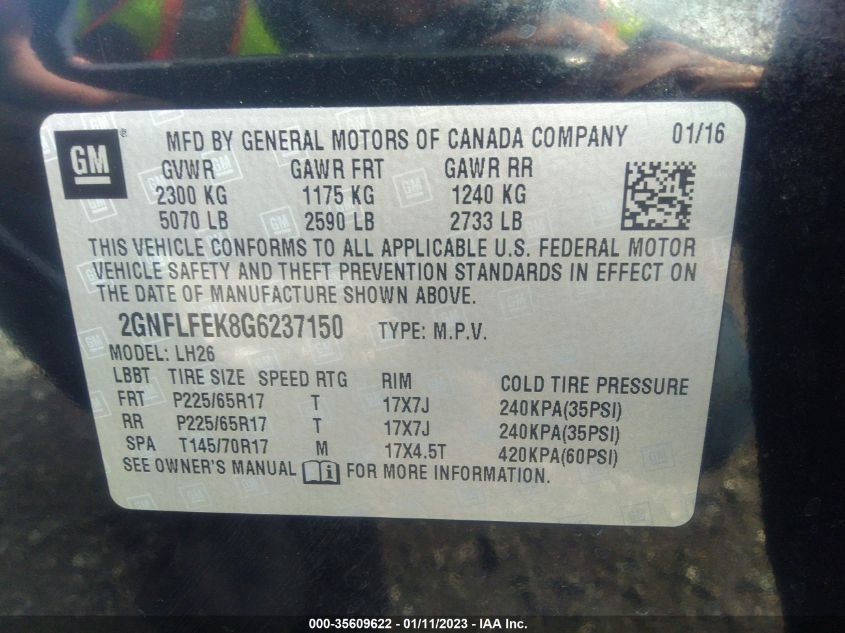 GM
®
MFD BY GENERAL MOTORS OF CANADA COMPANY 01/16
GVWR GAWR FRT GAWR RR
2300 KG 1175 KG 1240 KG
5070 LB 2590 LB 2733 LB
THIS VEHICLE CONFORMS TO ALL APPLICABLE U.S. FEDERAL MOTOR
VEHICLE SAFETY AND THEFT PREVENTION STANDARDS IN EFFECT ON
THE DATE OF MANUFACTURE SHOWN ABOVE.
2GNFLFEK8G6237150 TYPE: M.P.V.
MODEL: LH26
LBBT TIRE SIZE SPEED RTG RIM COLD TIRE PRESSURE
FRT P225/65R17 T 17X7J 240KPA(35PSI)
RR P225/65R17 T 17X7J 240KPA(35PSI)
SPA T145/70R17 M 17X4.5T 420KPA(60PSI)
SEE OWNER'S MANUAL i FOR MORE INFORMATION.
000-35609622 - 01/11/2023 - IAA Inc.